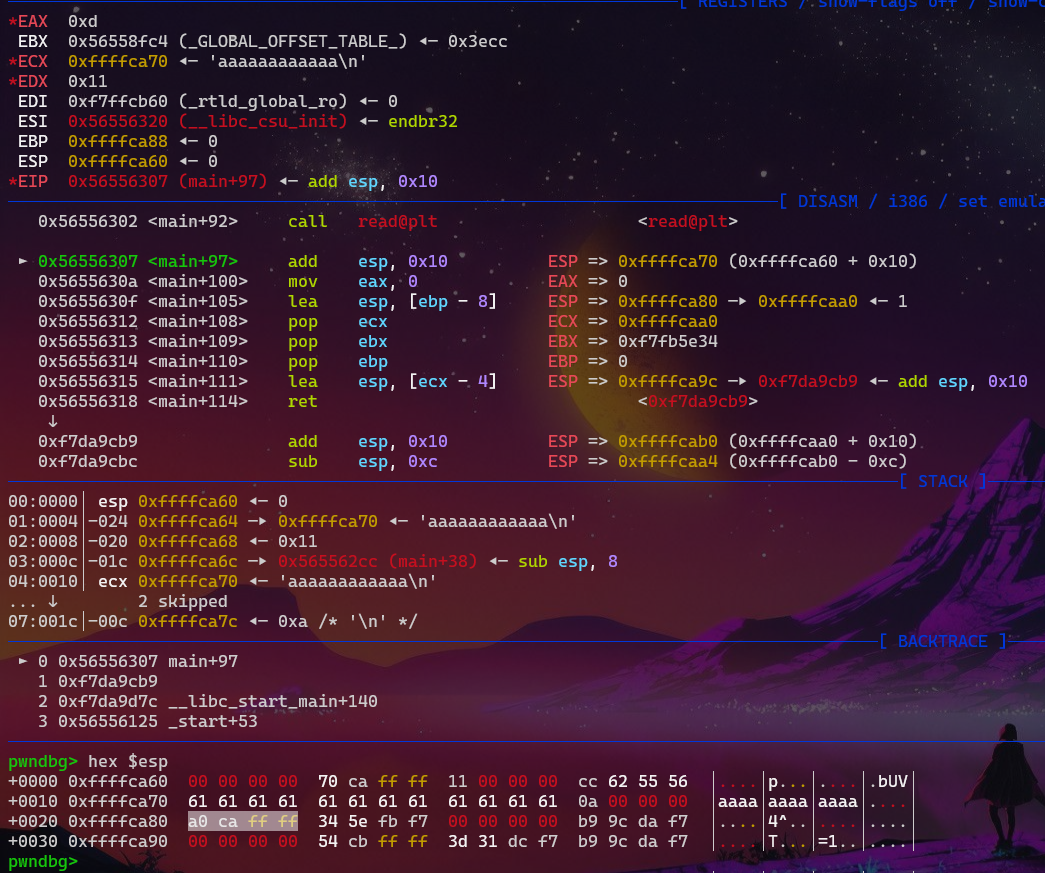 [ REGISTERS / show-flags off / show-c
*EAX  0xd
 EBX  0x56558fc4 (_GLOBAL_OFFSET_TABLE_) ◂— 0x3ecc
*ECX  0xffffca70 ◂— 'aaaaaaaaaaaa\n'
*EDX  0x11
 EDI  0xf7ffcb60 (_rtld_global_ro) ◂— 0
 ESI  0x56556320 (__libc_csu_init) ◂— endbr32
 EBP  0xffffca88 ◂— 0
 ESP  0xffffca60 ◂— 0
*EIP  0x56556307 (main+97) ◂— add esp, 0x10
[ DISASM / i386 / set emula
   0x56556302 <main+92>     call   read@plt                    <read@plt>
 ► 0x56556307 <main+97>     add    esp, 0x10          ESP => 0xffffca70 (0xffffca60 + 0x10)
   0x5655630a <main+100>    mov    eax, 0             EAX => 0
   0x5655630f <main+105>    lea    esp, [ebp - 8]     ESP => 0xffffca80 —▸ 0xffffcaa0 ◂— 1
   0x56556312 <main+108>    pop    ecx                ECX => 0xffffcaa0
   0x56556313 <main+109>    pop    ebx                EBX => 0xf7fb5e34
   0x56556314 <main+110>    pop    ebp                EBP => 0
   0x56556315 <main+111>    lea    esp, [ecx - 4]     ESP => 0xffffca9c —▸ 0xf7da9cb9 ◂— add esp, 0x10
   0x56556318 <main+114>    ret                                <0xf7da9cb9>
    ↓
   0xf7da9cb9               add    esp, 0x10          ESP => 0xffffcab0 (0xffffcaa0 + 0x10)
   0xf7da9cbc               sub    esp, 0xc           ESP => 0xffffcaa4 (0xffffcab0 - 0xc)
[ STACK ]
00:0000│ esp 0xffffca60 ◂— 0
01:0004│-024 0xffffca64 —▸ 0xffffca70 ◂— 'aaaaaaaaaaaa\n'
02:0008│-020 0xffffca68 ◂— 0x11
03:000c│-01c 0xffffca6c —▸ 0x565562cc (main+38) ◂— sub esp, 8
04:0010│ ecx 0xffffca70 ◂— 'aaaaaaaaaaaa\n'
... ↓        2 skipped
07:001c│-00c 0xffffca7c ◂— 0xa /* '\n' */
[ BACKTRACE ]
 ► 0 0x56556307 main+97
   1 0xf7da9cb9
   2 0xf7da9d7c __libc_start_main+140
   3 0x56556125 _start+53
pwndbg> hex $esp
+0000 0xffffca60  00 00 00 00  70 ca ff ff  11 00 00 00  cc 62 55 56  │....│p...│....│.bUV│
+0010 0xffffca70  61 61 61 61  61 61 61 61  61 61 61 61  0a 00 00 00  │aaaa│aaaa│aaaa│....│
+0020 0xffffca80  a0 ca ff ff  34 5e fb f7  00 00 00 00  b9 9c da f7  │....│4^..│....│....│
+0030 0xffffca90  00 00 00 00  54 cb ff ff  3d 31 dc f7  b9 9c da f7  │....│T...│=1..│....│
pwndbg>